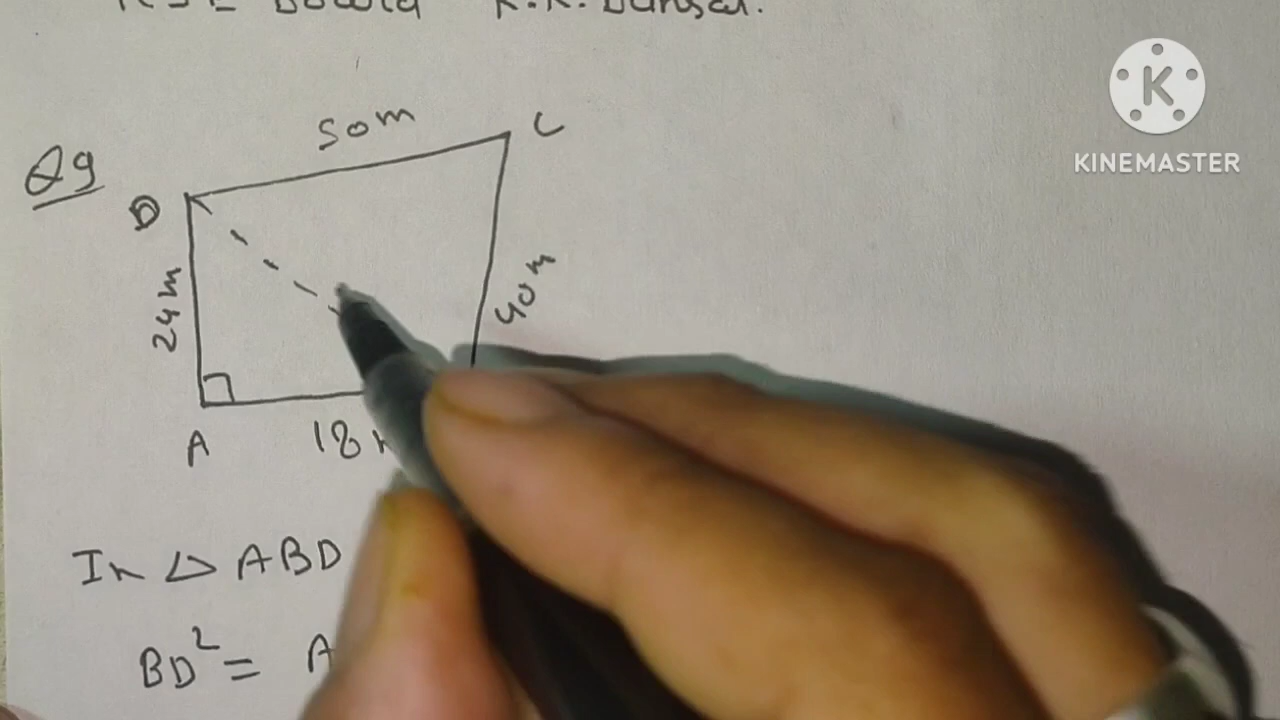 K
KINEMASTER
50m
C
Q9
D
24m
40m
A
18
In △ ABD
BD² = A